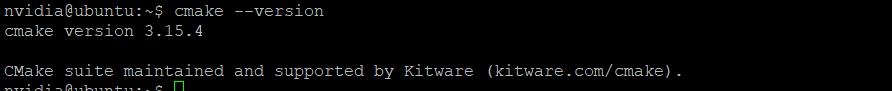 nvidia@ubuntu:~$ cmake --version
cmake version 3.15.4

CMake suite maintained and supported by Kitware (kitware.com/cmake).
nvidia@ubuntu:~$